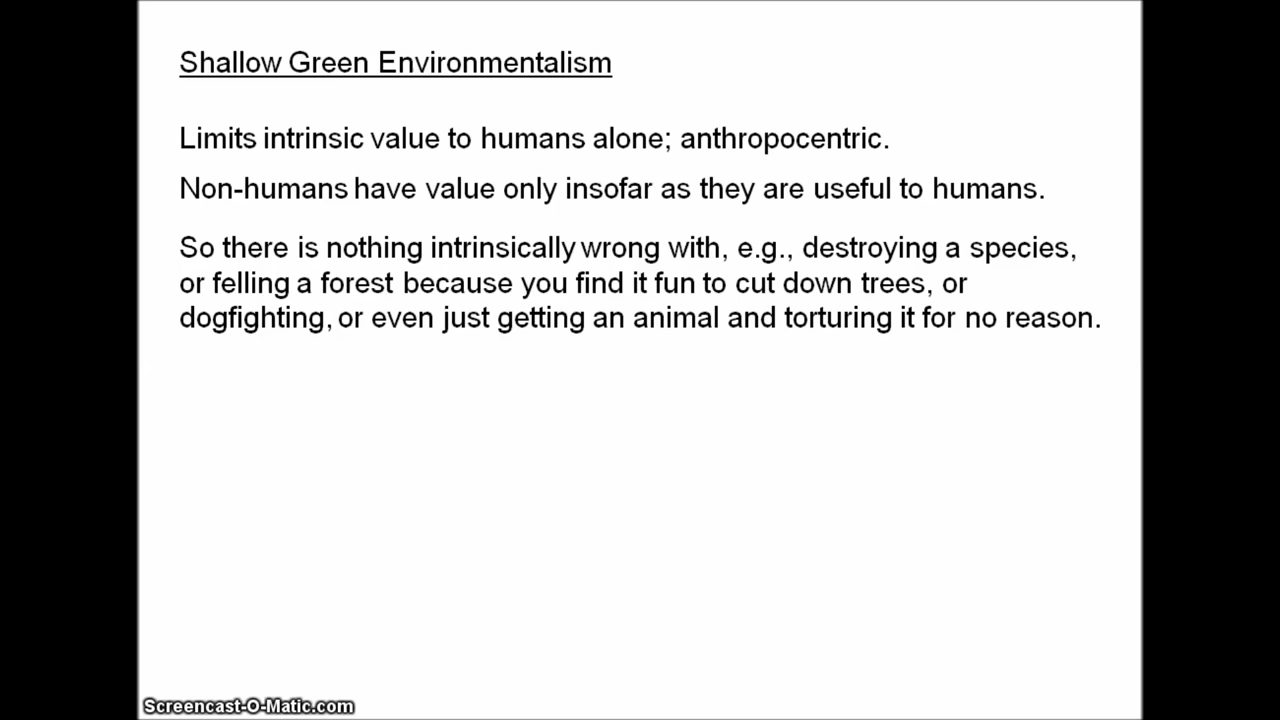 Shallow Green Environmentalism
Limits intrinsic value to humans alone; anthropocentric.
Non-humans have value only insofar as they are useful to humans.
So there is nothing intrinsically wrong with, e.g., destroying a species,
or felling a forest because you find it fun to cut down trees, or
dogfighting, or even just getting an animal and torturing it for no reason.
Screencast-O-Matic.com